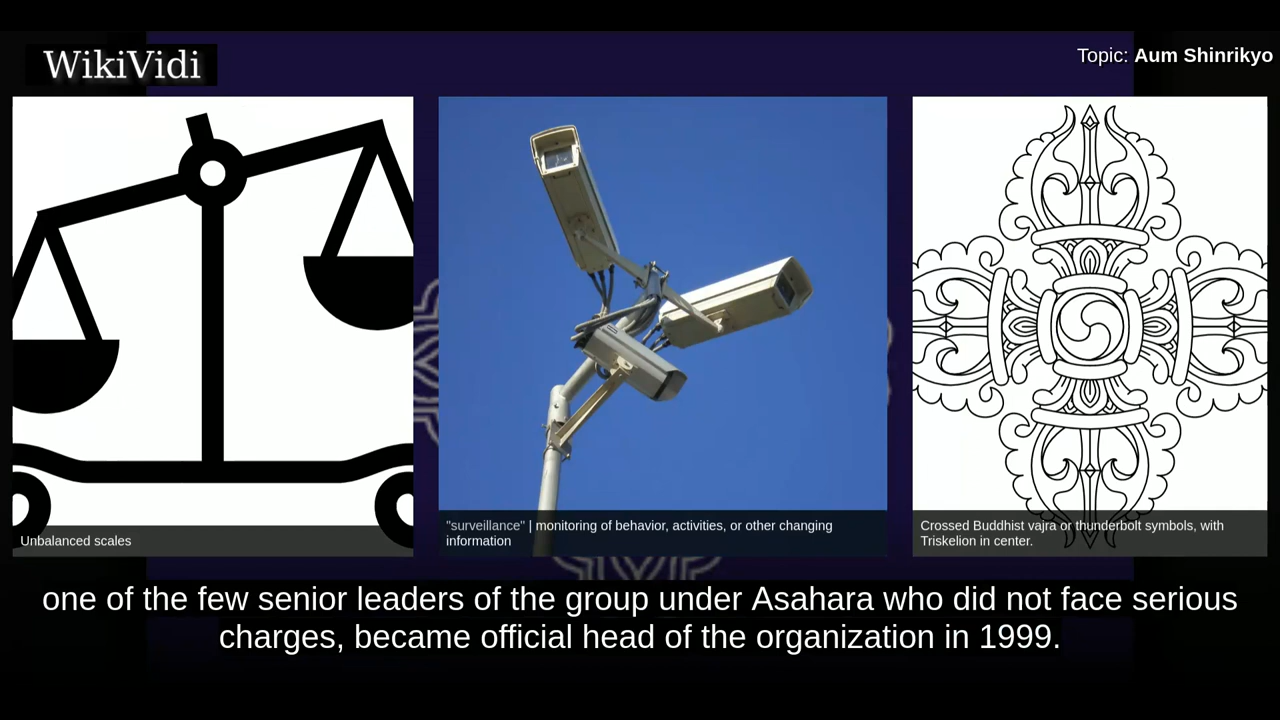 WikiVidi
Topic: Aum Shinrikyo
Unbalanced scales
"surveillance" | monitoring of behavior, activities, or other changing
information
Crossed Buddhist vajra or thunderbolt symbols, with
Triskelion in center.
one of the few senior leaders of the group under Asahara who did not face serious
charges, became official head of the organization in 1999.